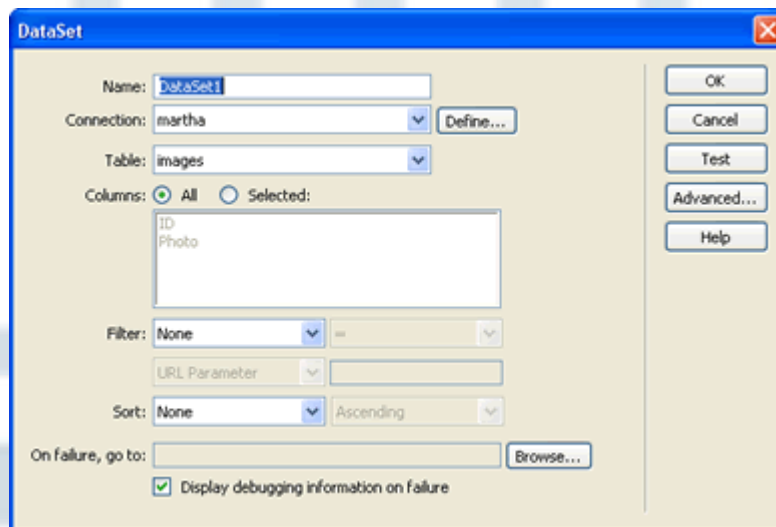 DataSet
Name: DataSet1
OK
Connection: martha Define...
Cancel
Table: images
Test
Columns: All Selected:
Advanced...
ID
Photo
Help
Filter: None =
URL Parameter
Sort: None Ascending
On failure, go to: Browse...
Display debugging information on failure